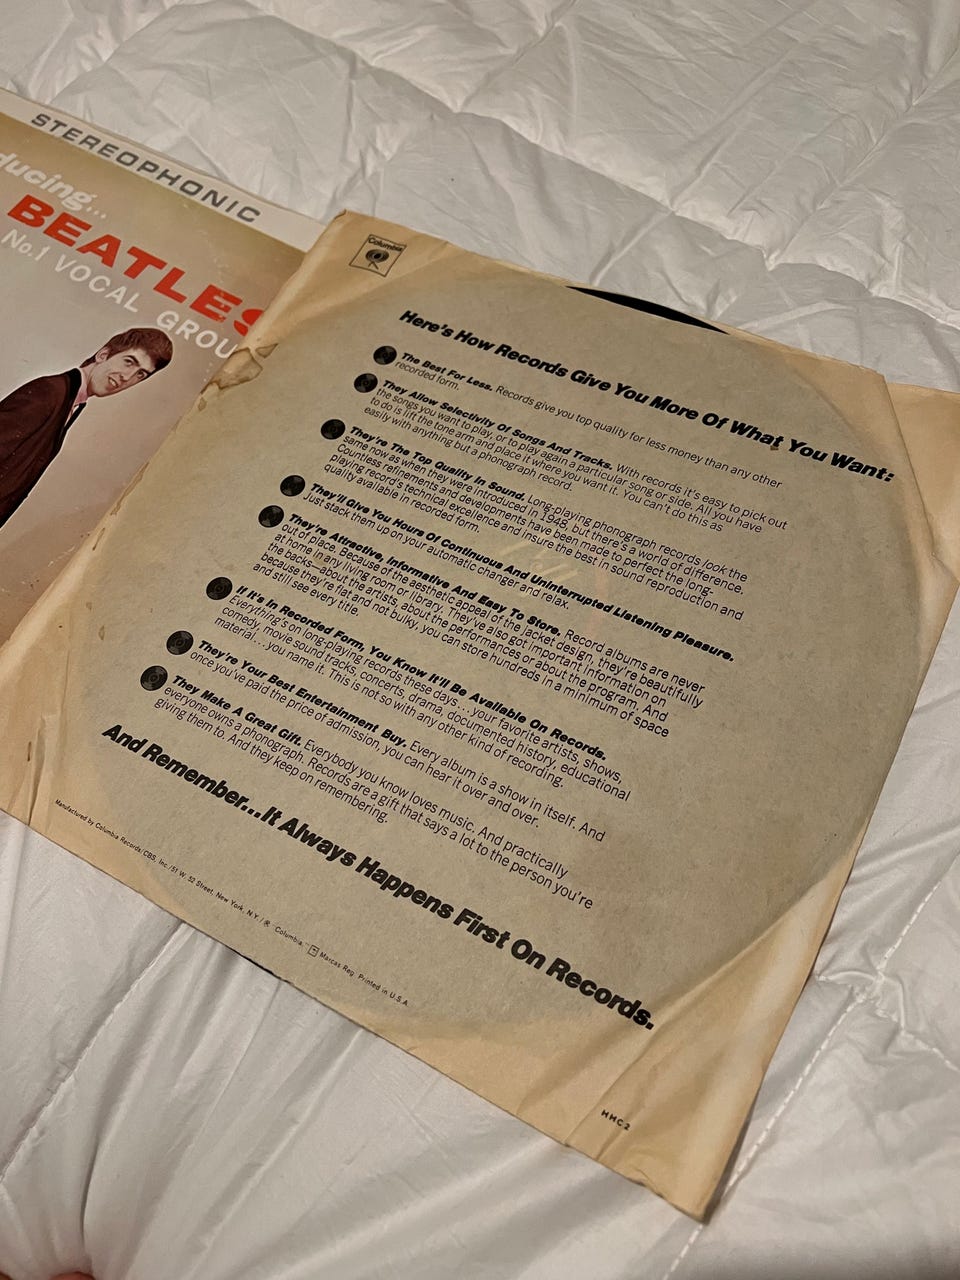 STEREOPHONIC
ducing...
BEATLES
No.1 VOCAL GROU
Columbia
Here's How Records Give You More Of What You Want:
The Best For Less. Records give you top quality for less money than any other
recorded form.
They Allow Selectivity Of Songs And Tracks. With records it's easy to pick out
the songs you want to play, or to play again a particular song or side. All you have
to do is lift the tone arm and place it where you want it. You can't do this as
easily with anything but a phonograph record.
They're The Top Quality In Sound. Long-playing phonograph records look the
same now as when they were introduced in 1948, but there's a world of difference.
Countless refinements and developments have been made to perfect the long-
playing record's technical excellence and insure the best in sound reproduction and
quality available in recorded form.
They'll Give You Hours Of Continuous And Uninterrupted Listening Pleasure.
Just stack them up on your automatic changer and relax.
They're Attractive, Informative And Easy To Store. Record albums are never
out of place. Because of the aesthetic appeal of the jacket design, they're beautifully
at home in any living room or library. They've also got important information on
the backs—about the artists, about the performances or about the program. And
because they're flat and not bulky, you can store hundreds in a minimum of space
and still see every title.
If It's In Recorded Form, You Know It'll Be Available On Records.
Everything's on long-playing records these days...your favorite artists, shows,
comedy, movie sound tracks, concerts, drama, documented history, educational
material...you name it. This is not so with any other kind of recording.
They're Your Best Entertainment Buy. Every album is a show in itself. And
once you've paid the price of admission, you can hear it over and over.
They Make A Great Gift. Everybody you know loves music. And practically
everyone owns a phonograph. Records are a gift that says a lot to the person you're
giving them to. And they keep on remembering.
And Remember...It Always Happens First On Records.
Manufactured by Columbia Records/CBS, Inc./51 W. 52 Street, New York, N.Y./® "Columbia," Marcas Reg. Printed in U.S.A.
HMC2